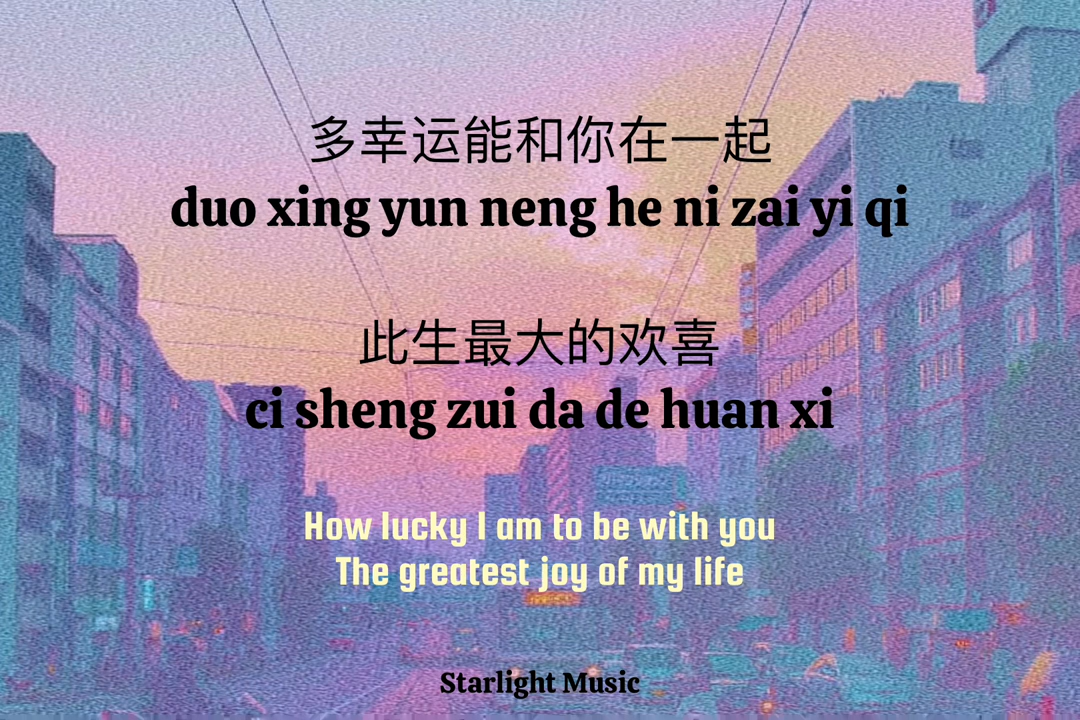 多幸运能和你在一起
duo xing yun neng he ni zai yi qi
此生最大的欢喜
ci sheng zui da de huan xi
How lucky I am to be with you
The greatest joy of my life
Starlight Music